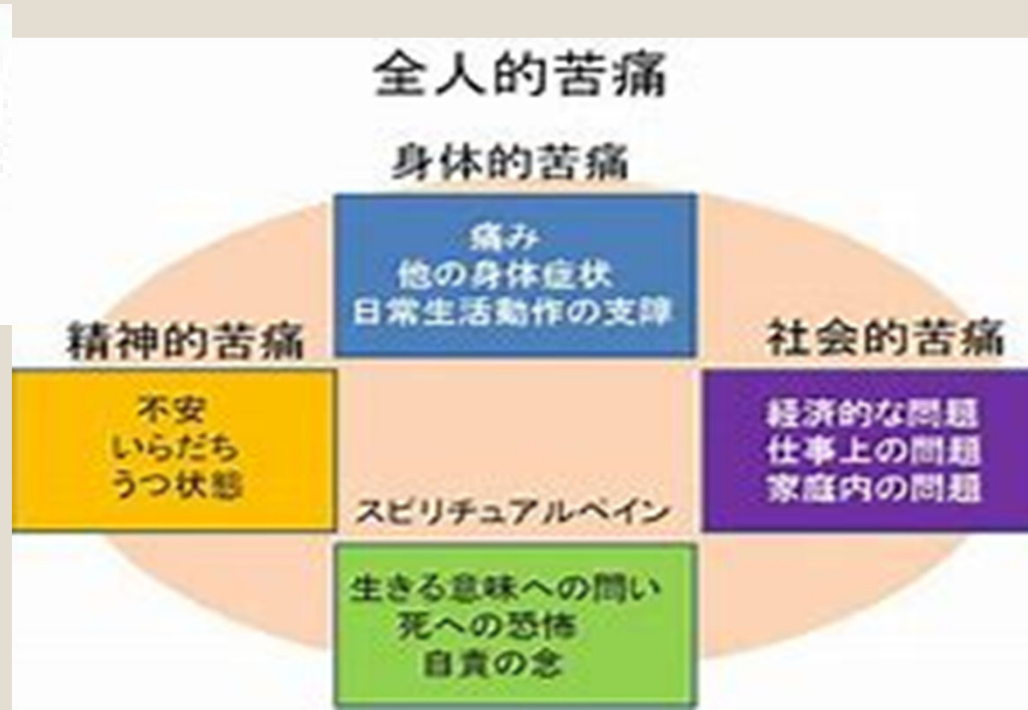 全人的苦痛
身体的苦痛
痛み
他の身体症状
日常生活動作の支障
精神的苦痛
不安
いらだち
うつ状態
社会的苦痛
経済的な問題
仕事上の問題
家庭内の問題
スピリチュアルペイン
生きる意味への問い
死への恐怖
自責の念